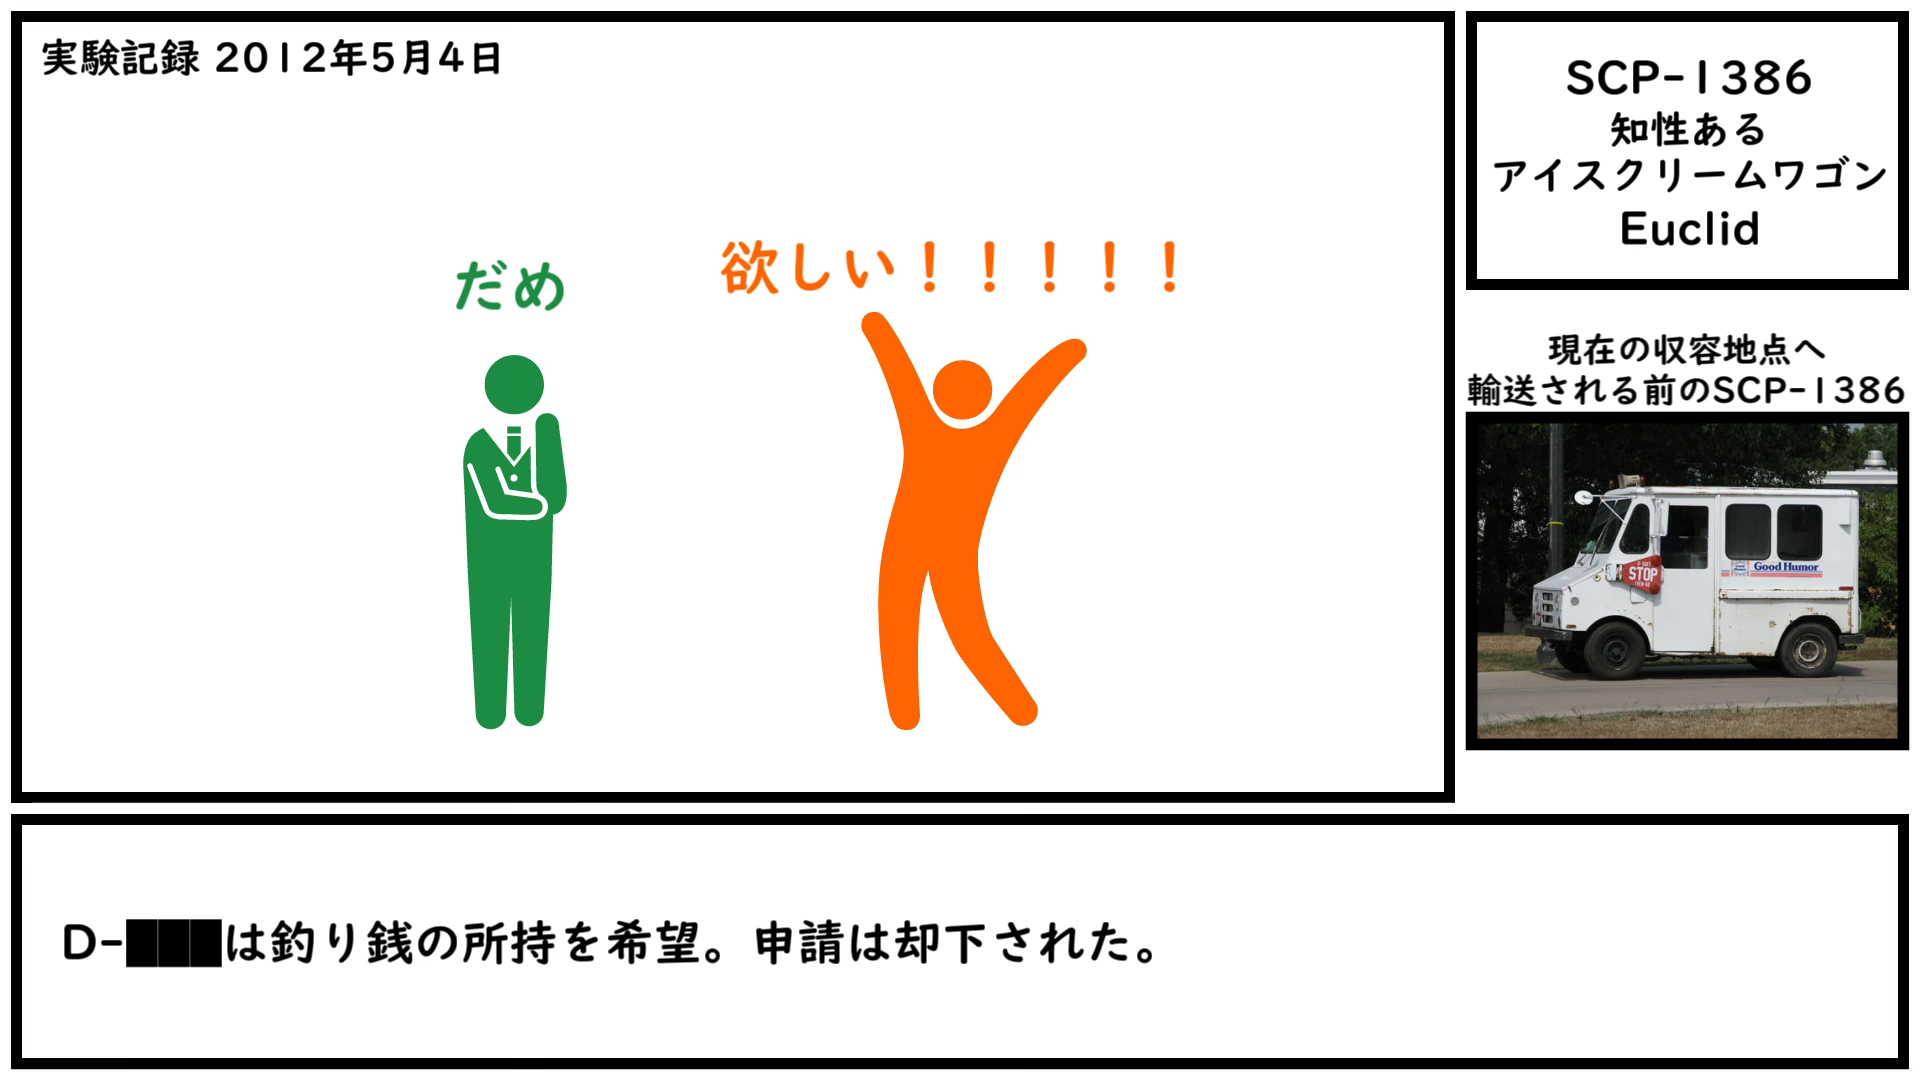 実験記録 2012年5月4日
だめ
欲しい！！！！！
SCP-1386
知性ある
アイスクリームワゴン
Euclid
現在の収容地点へ
輸送される前のSCP-1386
STOP
Good Humor
D-███は釣り銭の所持を希望。申請は却下された。